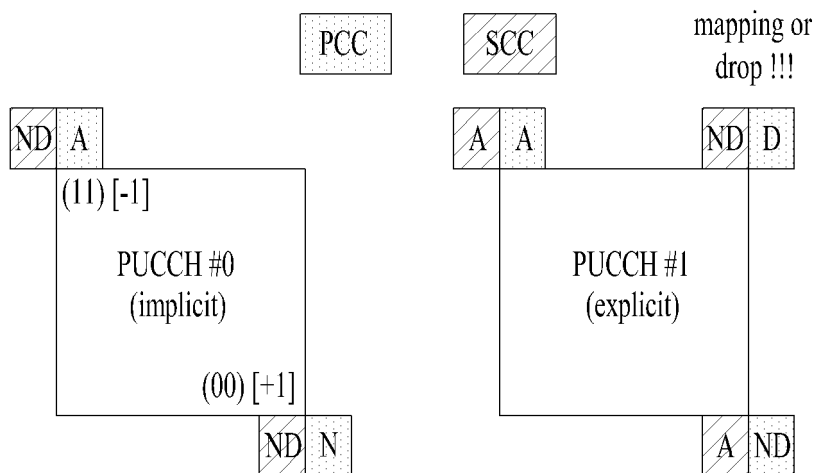 PCC
SCC
mapping or
drop !!!
ND A
A A
ND D
(11) [-1]
PUCCH #0
(implicit)
PUCCH #1
(explicit)
(00) [+1]
ND N
A ND